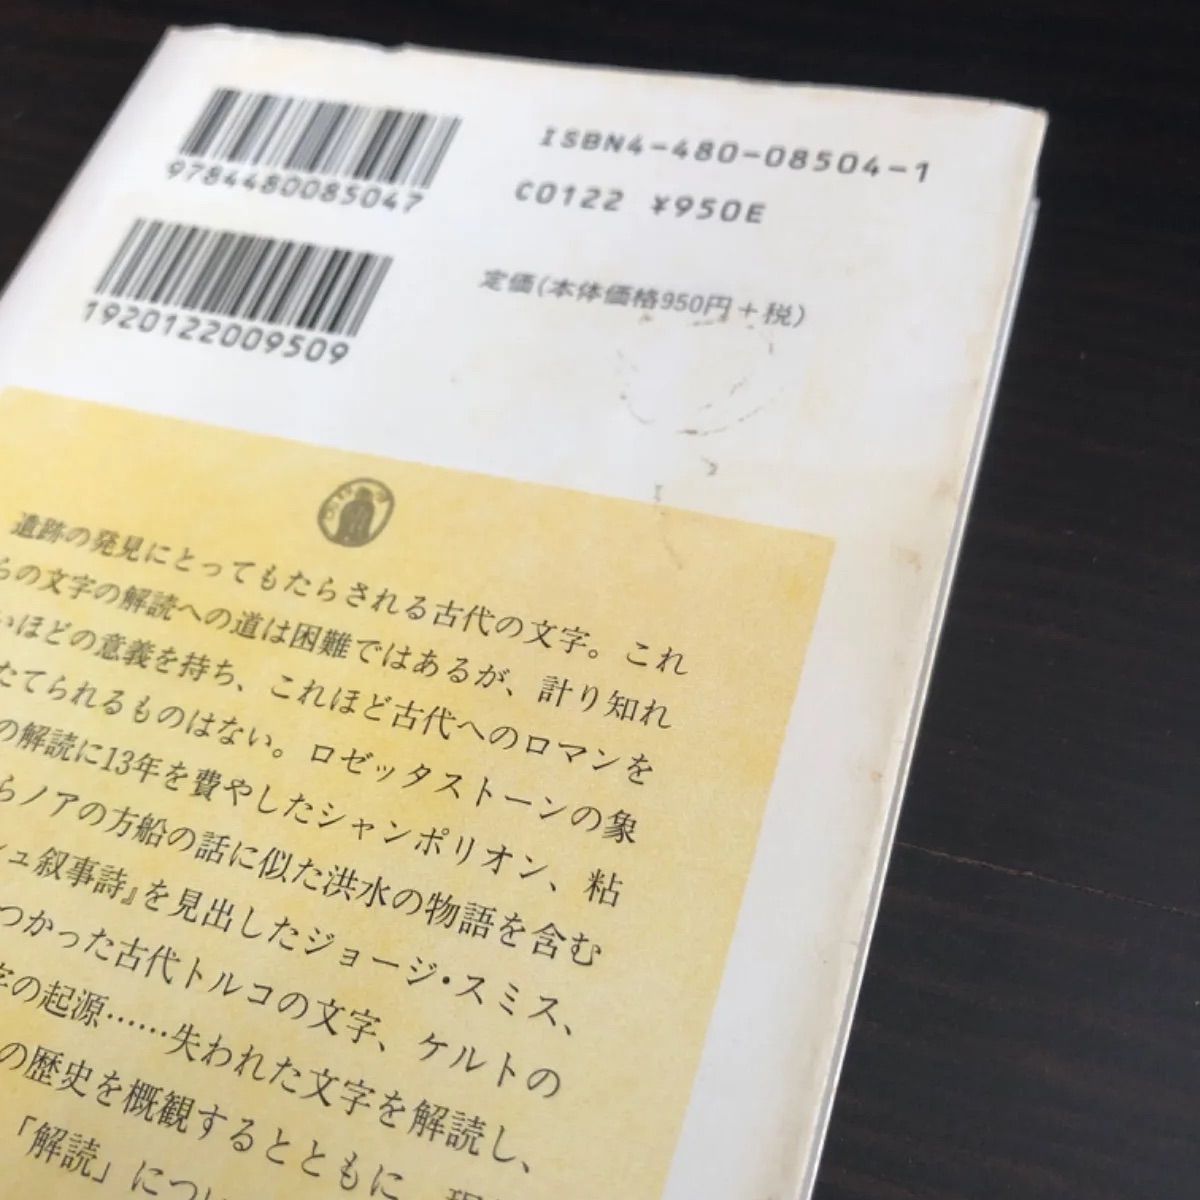 ISBN4-480-08504-1
C0122 ¥950E
9784480085047
1920122009509
定価(本体価格950円+税)
遺跡の発見にとってもたらされる古代の文字。これ
らの文字の解読への道は困難ではあるが、計り知れ
いほどの意義を持ち、これほど古代へのロマンを
たてられるものはない。ロゼッタストーンの象
の解読に13年を費やしたシャンポリオン、粘
らノアの方船の話に似た洪水の物語を含む
シュ叙事詩』を見出したジョージ・スミス、
つかった古代トルコの文字、ケルトの
字の起源……失われた文字を解読し、
の歴史を概観するとともに、現
「解読」につい